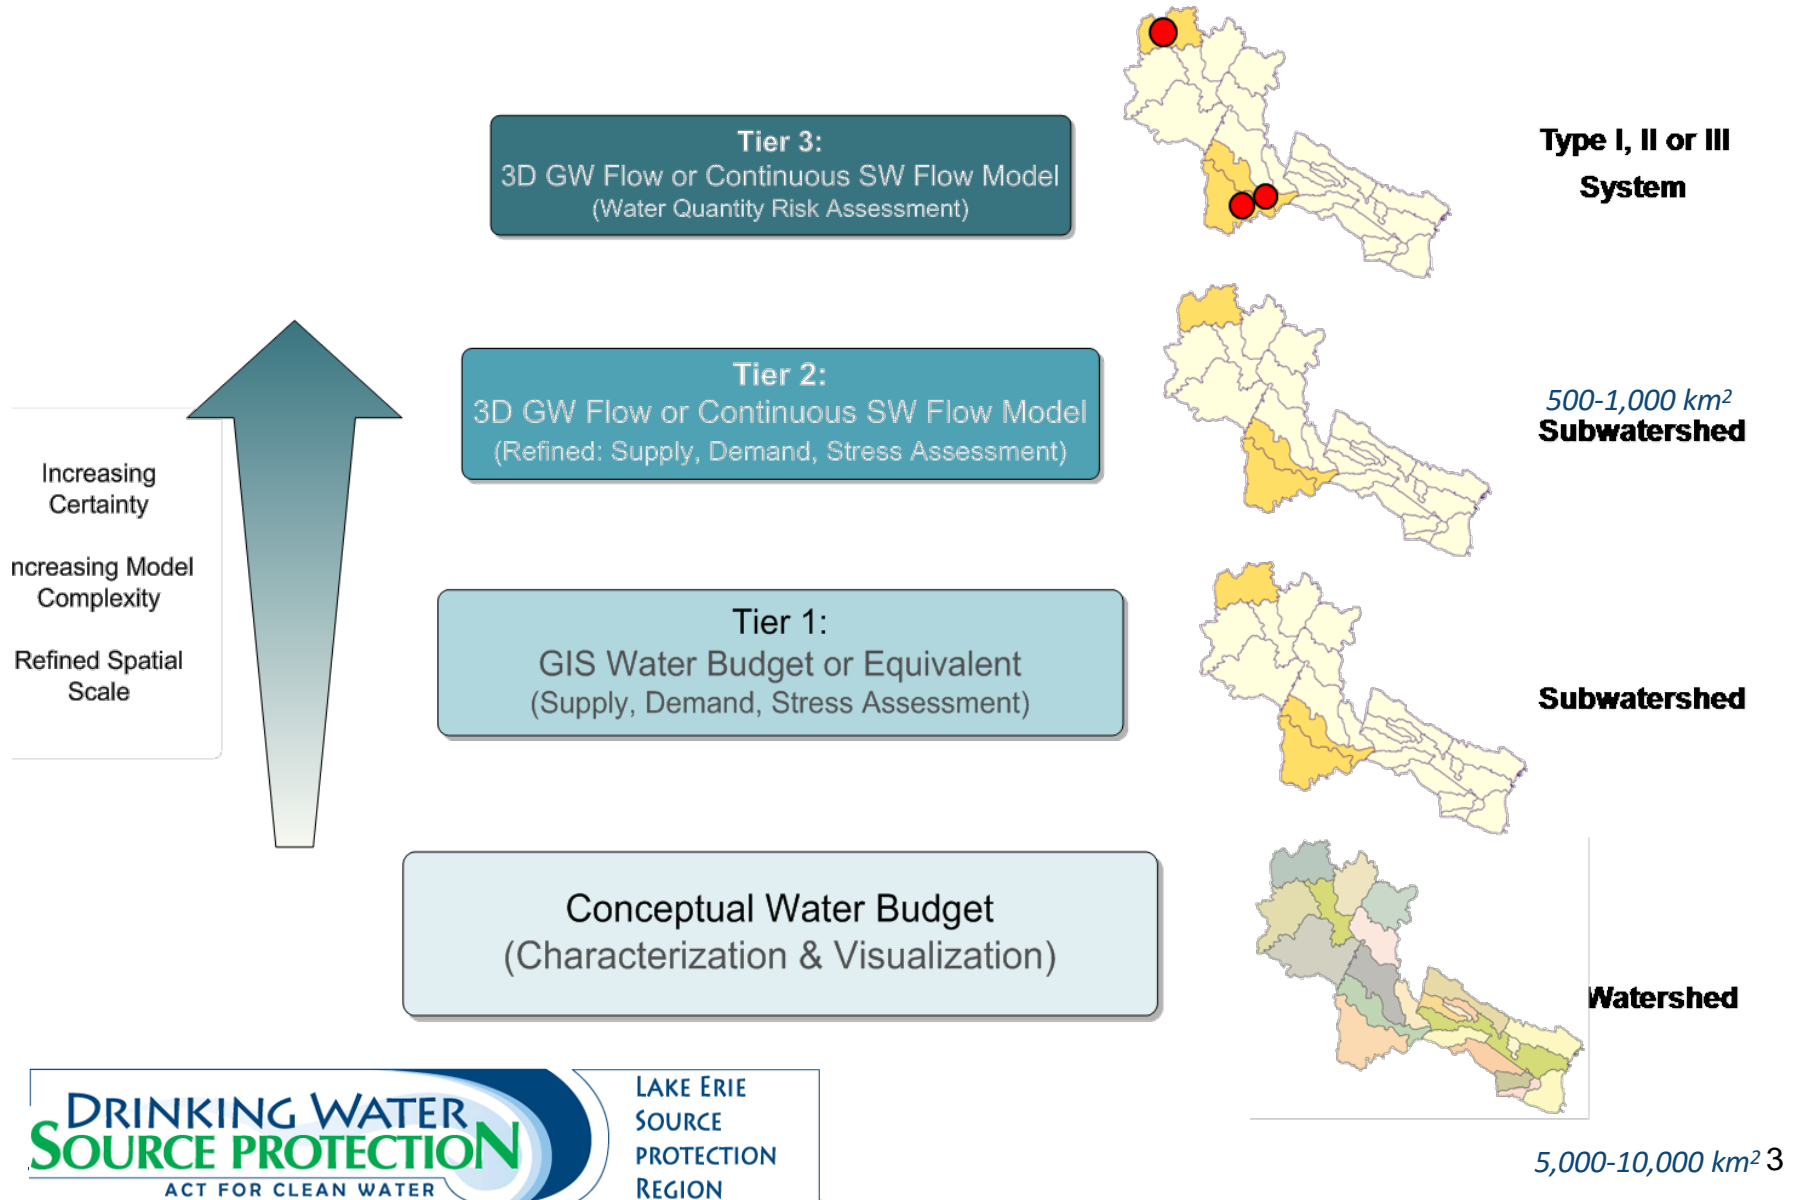 Tier 3:
3D GW Flow or Continuous SW Flow Model
(Water Quantity Risk Assessment)
Type I, II or III
System
Tier 2:
3D GW Flow or Continuous SW Flow Model
(Refined: Supply, Demand, Stress Assessment)
500-1,000 km²
Subwatershed
Increasing
Certainty
ncreasing Model
Complexity
Refined Spatial
Scale
Tier 1:
GIS Water Budget or Equivalent
(Supply, Demand, Stress Assessment)
Subwatershed
Conceptual Water Budget
(Characterization & Visualization)
Watershed
DRINKING WATER
SOURCE PROTECTION
ACT FOR CLEAN WATER
LAKE ERIE
SOURCE
PROTECTION
REGION
5,000-10,000 km² 3